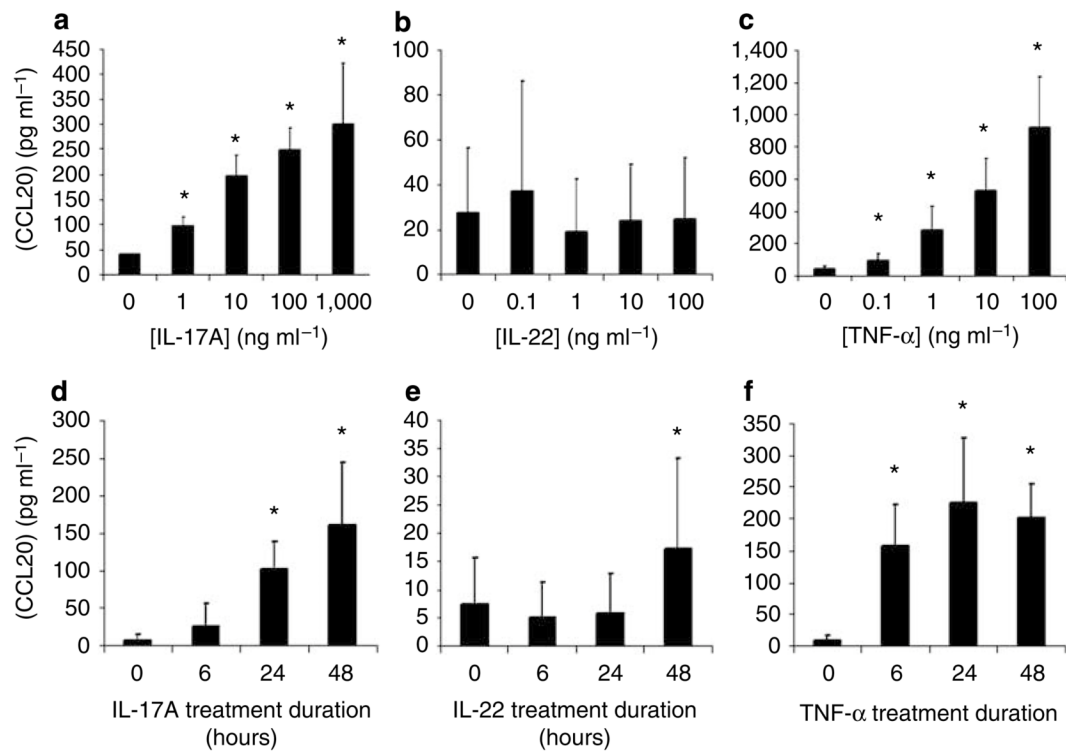 a
(CCL20) (pg ml⁻¹)
450
400
350
300
250
200
150
100
50
0
*
*
*
*
0 1 10 100 1,000
[IL-17A] (ng ml⁻¹)
b
100
80
60
40
20
0
0 0.1 1 10 100
[IL-22] (ng ml⁻¹)
c
1,400
1,200
1,000
800
600
400
200
0
*
*
*
*
0 0.1 1 10 100
[TNF-α] (ng ml⁻¹)
d
(CCL20) (pg ml⁻¹)
300
250
200
150
100
50
0
*
*
0 6 24 48
IL-17A treatment duration
(hours)
e
40
35
30
25
20
15
10
5
0
*
0 6 24 48
IL-22 treatment duration
(hours)
f
350
300
250
200
150
100
50
0
*
*
*
0 6 24 48
TNF-α treatment duration